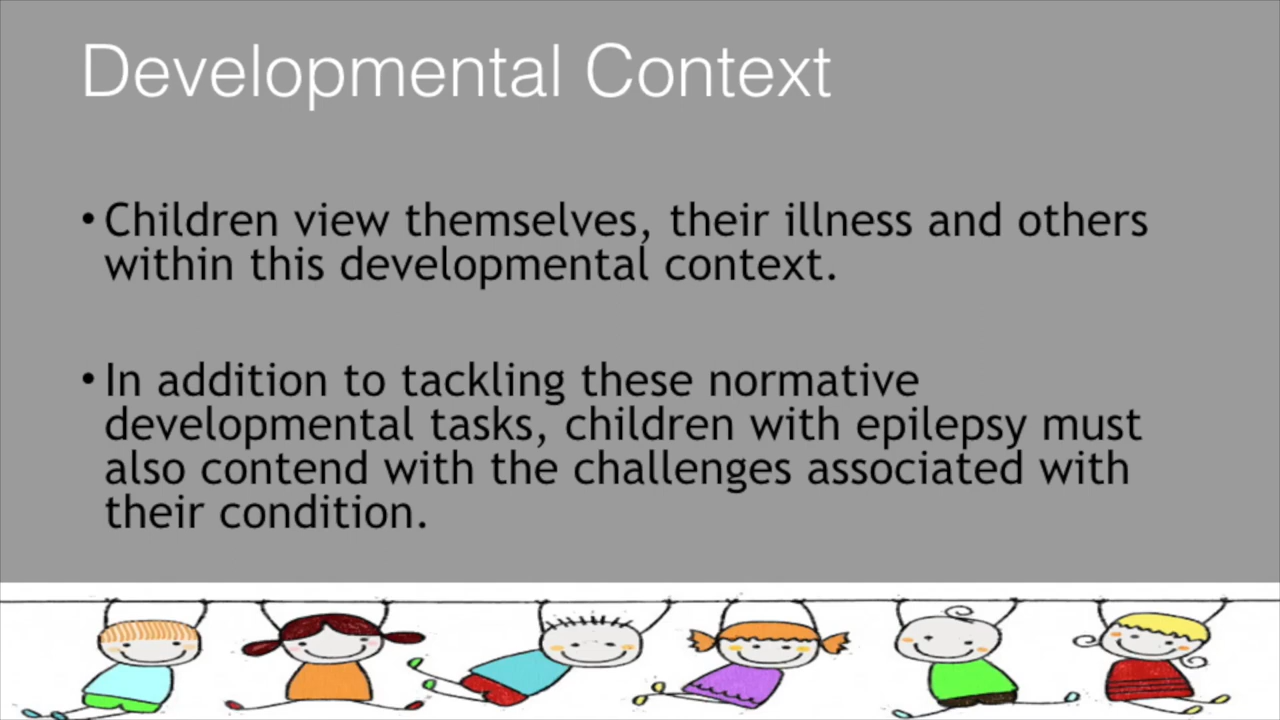 Developmental Context
• Children view themselves, their illness and others
within this developmental context.
• In addition to tackling these normative
developmental tasks, children with epilepsy must
also contend with the challenges associated with
their condition.